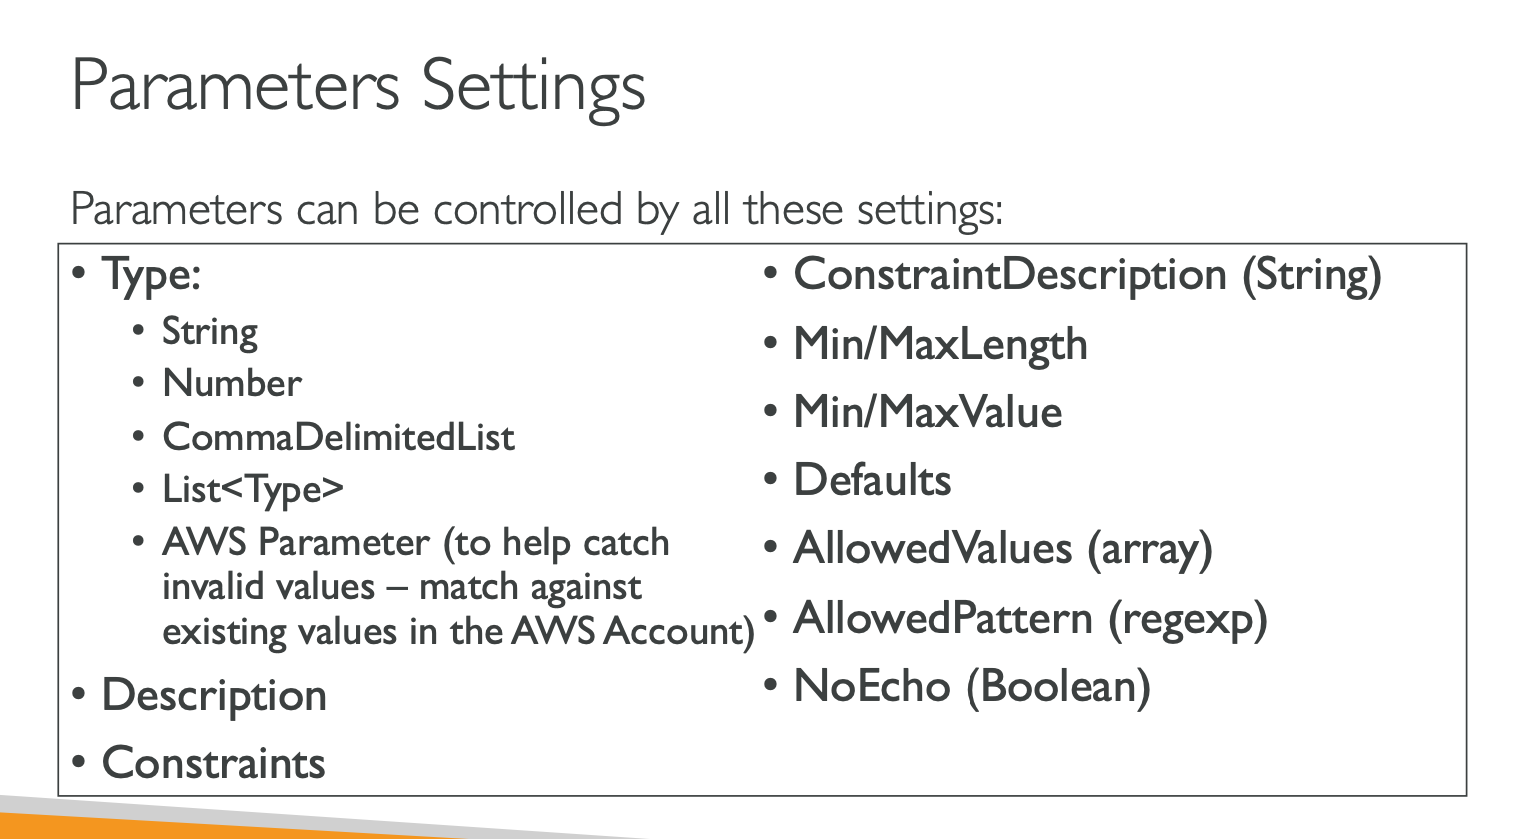 Parameters Settings
Parameters can be controlled by all these settings:
• Type:
• String
• Number
• CommaDelimitedList
• List<Type>
• AWS Parameter (to help catch
invalid values – match against
existing values in the AWS Account)
• Description
• Constraints
• ConstraintDescription (String)
• Min/MaxLength
• Min/MaxValue
• Defaults
• AllowedValues (array)
• AllowedPattern (regexp)
• NoEcho (Boolean)